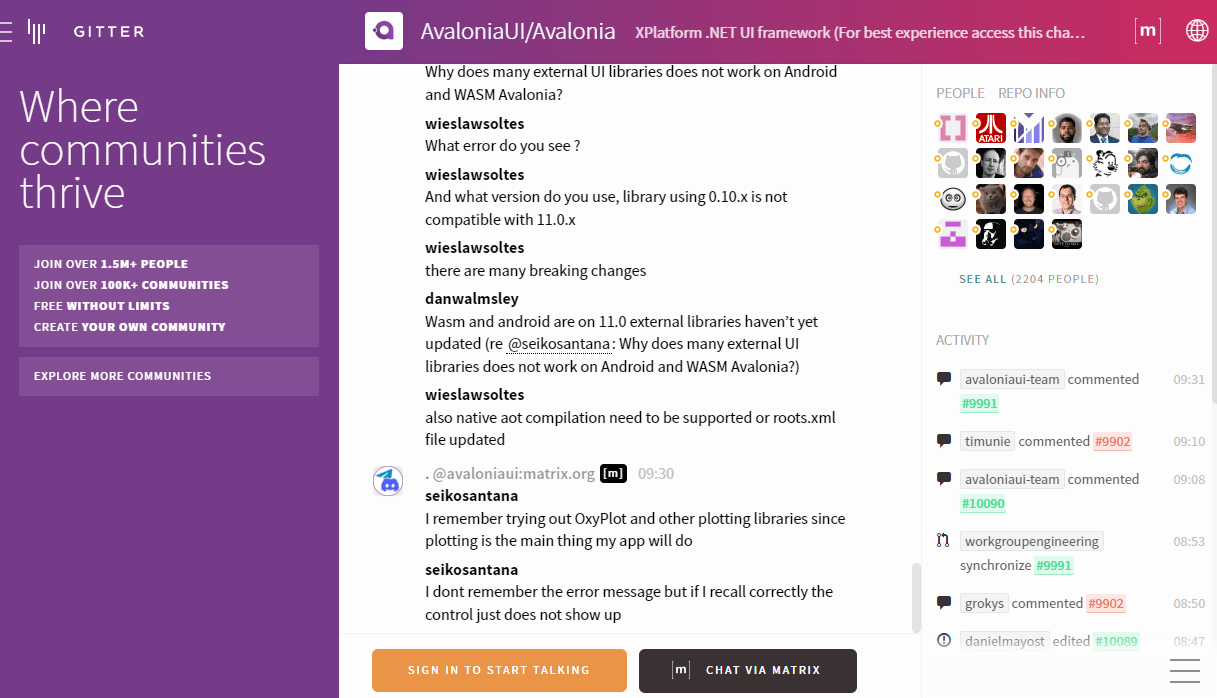 GITTER
Where
communities
thrive
JOIN OVER 1.5M+ PEOPLE
JOIN OVER 100K+ COMMUNITIES
FREE WITHOUT LIMITS
CREATE YOUR OWN COMMUNITY
EXPLORE MORE COMMUNITIES
AvaloniaUI/Avalonia XPlatform .NET UI framework (For best experience access this cha… [m]
Why does many external UI libraries does not work on Android
and WASM Avalonia?
wieslawsoltes
What error do you see ?
wieslawsoltes
And what version do you use, library using 0.10.x is not
compatible with 11.0.x
wieslawsoltes
there are many breaking changes
danwalmsley
Wasm and android are on 11.0 external libraries haven’t yet
updated (re @seikosantana: Why does many external UI
libraries does not work on Android and WASM Avalonia?)
wieslawsoltes
also native aot compilation need to be supported or roots.xml
file updated
. @avaloniaui:matrix.org [m] 09:30
seikosantana
I remember trying out OxyPlot and other plotting libraries since
plotting is the main thing my app will do
seikosantana
I dont remember the error message but if I recall correctly the
control just does not show up
SIGN IN TO START TALKING
[m] CHAT VIA MATRIX
PEOPLE REPO INFO
ATARI
SEE ALL (2204 PEOPLE)
ACTIVITY
avaloniaui-team commented 09:31
#9991
timunie commented #9902 09:10
avaloniaui-team commented 09:08
#10090
workgroupengineering 08:53
synchronize #9991
grokys commented #9902 08:50
danielmayost edited #10089 08:47